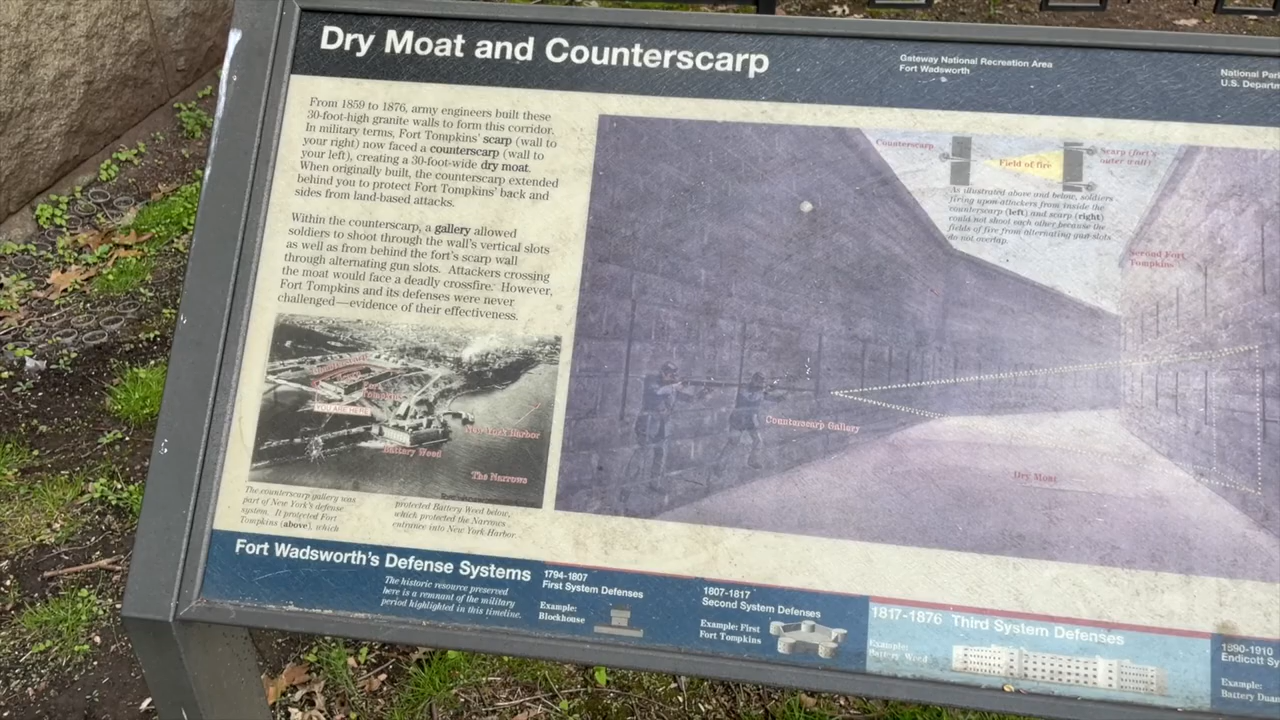 Dry Moat and Counterscarp
Gateway National Recreation Area
Fort Wadsworth
National
U.S.
From 1859 to 1876, army engineers built these
30-foot-high granite walls to form this corridor.
In military terms, Fort Tompkins' scarp (wall to
your right) now faced a counterscarp (wall to
your left), creating a 30-foot-wide dry moat.
When originally built, the counterscarp extended
behind you to protect Fort Tompkins' back and
sides from land-based attacks.
Within the counterscarp, a gallery allowed
soldiers to shoot through the wall's vertical slots
as well as from behind the fort's scarp wall
through alternating gun slots. Attackers crossing
the moat would face a deadly crossfire. However,
Fort Tompkins and its defenses were never
challenged—evidence of their effectiveness.
Counterscarp
Field of fire
Scarp (fort's
outer wall)
As illustrated above and below, soldiers
firing upon attackers from inside the
counterscarp (left) and scarp (right)
could not shoot each other because the
fields of fire from alternating gun slots
do not overlap.
Second Fort
Tompkins
Counterscarp Gallery
Dry Moat
Tompkins
YOU ARE HERE
New York Harbor
Battery Weed
The Narrows
The counterscarp gallery was
part of New York's defense
system. It protected Fort
Tompkins (above), which
protected Battery Weed below,
which protected the Narrows
entrance into New York Harbor.
Fort Wadsworth's Defense Systems
The historic resource preserved
here is a remnant of the military
period highlighted in this timeline.
1794-1807
First System Defenses
Example:
Blockhouse
1807-1817
Second System Defenses
Example: First
Fort Tompkins
1817-1876 Third System Defenses
Example:
Battery Weed
1890-1910
Endicott Sy
Example:
Battery Duan